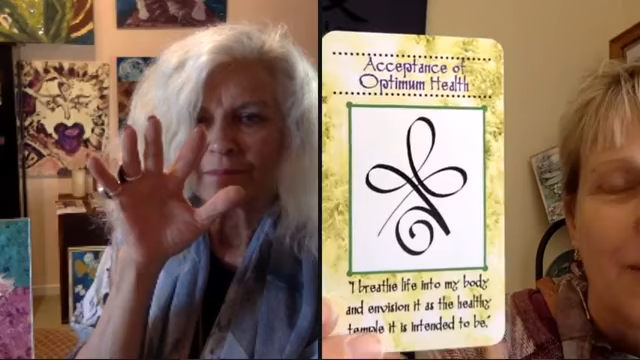 Acceptance of
Optimum Health
"I breathe life into my body
and envision it as the healthy
temple it is intended to be."